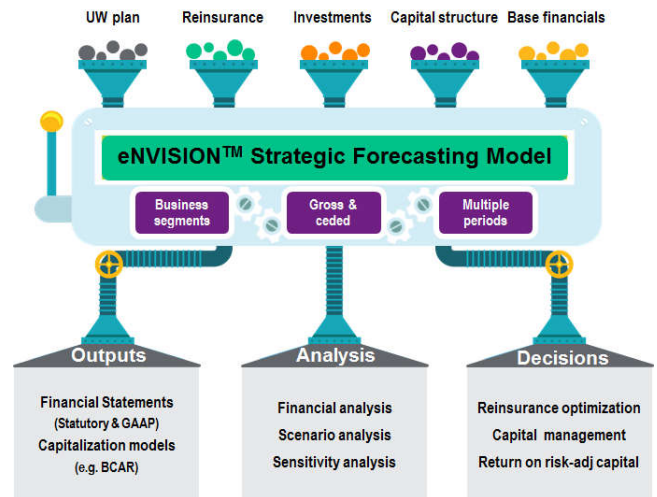 UW plan
Reinsurance
Investments
Capital structure
Base financials
eNVISION™ Strategic Forecasting Model
Business
segments
Gross &
ceded
Multiple
periods
Outputs
Financial Statements
(Statutory & GAAP)
Capitalization models
(e.g. BCAR)
Analysis
Financial analysis
Scenario analysis
Sensitivity analysis
Decisions
Reinsurance optimization
Capital management
Return on risk-adj capital